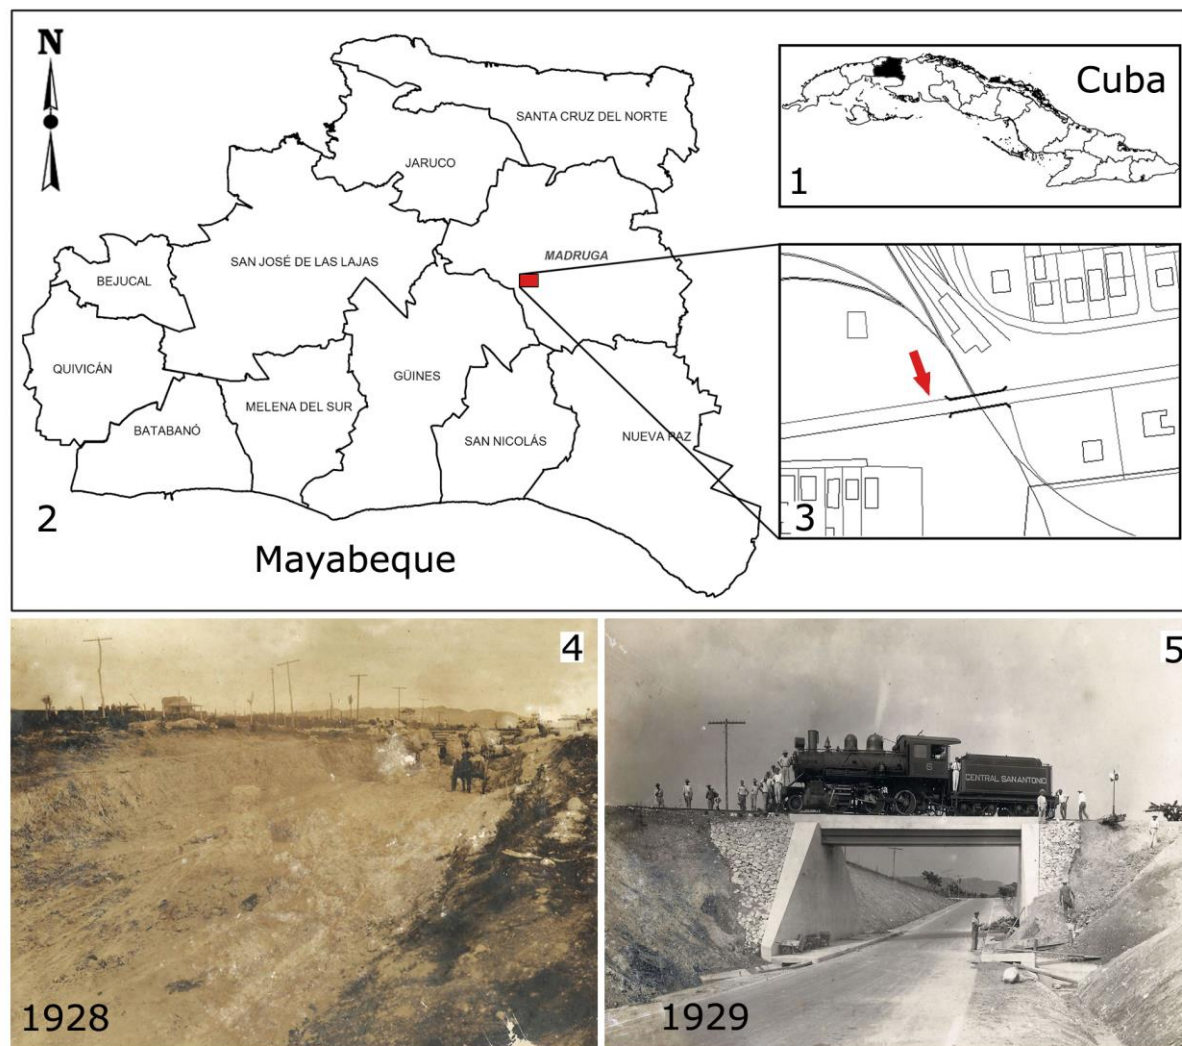 N
SANTA CRUZ DEL NORTE
JARUCO
MADRUGA
SAN JOSÉ DE LAS LAJAS
BEJUCAL
QUIVICÁN
GÜINES
MELENA DEL SUR
BATABANÓ
SAN NICOLÁS
NUEVA PAZ
2
Mayabeque
Cuba
1
3
4
1928
5
CENTRAL SAN ANTONIO
1929